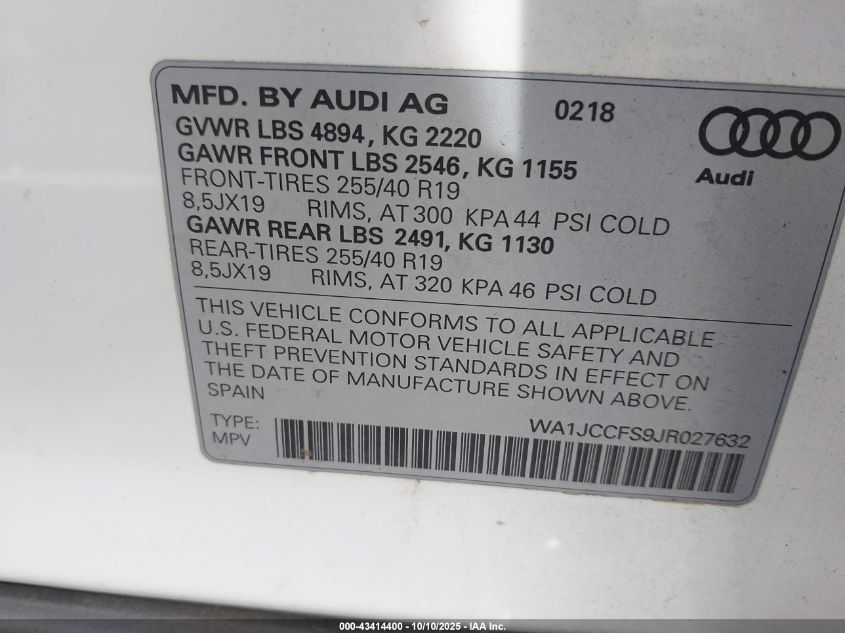 MFD. BY AUDI AG 0218
GVWR LBS 4894, KG 2220
GAWR FRONT LBS 2546, KG 1155
Audi
FRONT-TIRES 255/40 R19
8,5JX19 RIMS, AT 300 KPA 44 PSI COLD
GAWR REAR LBS 2491, KG 1130
REAR-TIRES 255/40 R19
8,5JX19 RIMS, AT 320 KPA 46 PSI COLD
THIS VEHICLE CONFORMS TO ALL APPLICABLE
U.S. FEDERAL MOTOR VEHICLE SAFETY AND
THEFT PREVENTION STANDARDS IN EFFECT ON
THE DATE OF MANUFACTURE SHOWN ABOVE.
SPAIN
TYPE: WA1JCCFS9JR027632
MPV
000-43414400 - 10/10/2025 - IAA Inc.